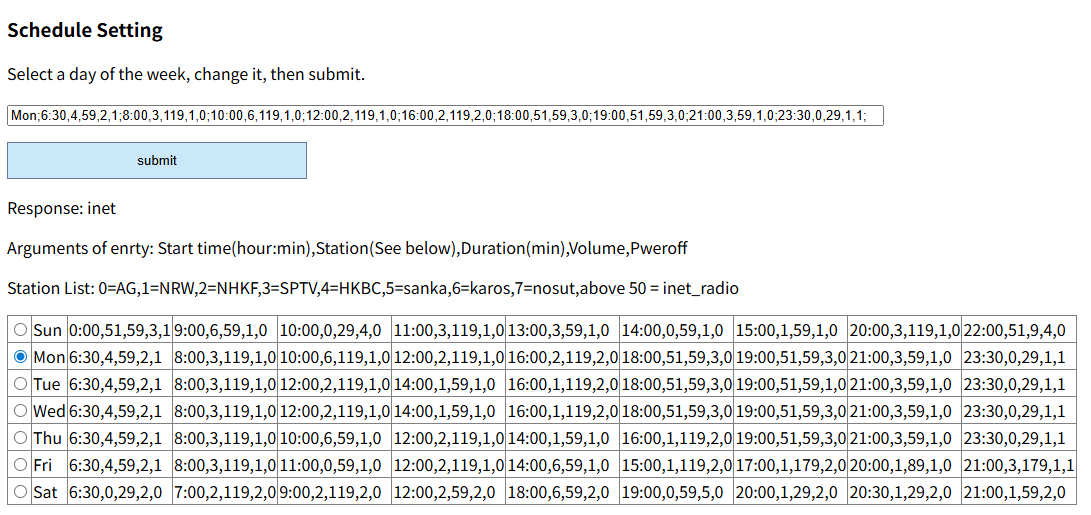 Schedule Setting
Select a day of the week, change it, then submit.
Mon;6:30,4,59,2,1;8:00,3,119,1,0;10:00,6,119,1,0;12:00,2,119,1,0;16:00,2,119,2,0;18:00,51,59,3,0;19:00,51,59,3,0;21:00,3,59,1,0;23:30,0,29,1,1;
submit
Response: inet
Arguments of enrty: Start time(hour:min),Station(See below),Duration(min),Volume,Pweroff
Station List: 0=AG,1=NRW,2=NHKF,3=SPTV,4=HKBC,5=sanka,6=karos,7=nosut,above 50 = inet_radio
Sun 0:00,51,59,3,1 9:00,6,59,1,0 10:00,0,29,4,0 11:00,3,119,1,0 13:00,3,59,1,0 14:00,0,59,1,0 15:00,1,59,1,0 20:00,3,119,1,0 22:00,51,9,4,0
Mon 6:30,4,59,2,1 8:00,3,119,1,0 10:00,6,119,1,0 12:00,2,119,1,0 16:00,2,119,2,0 18:00,51,59,3,0 19:00,51,59,3,0 21:00,3,59,1,0 23:30,0,29,1,1
Tue 6:30,4,59,2,1 8:00,3,119,1,0 12:00,2,119,1,0 14:00,1,59,1,0 16:00,1,119,2,0 18:00,51,59,3,0 19:00,51,59,1,0 21:00,3,59,1,0 23:30,0,29,1,1
Wed 6:30,4,59,2,1 8:00,3,119,1,0 12:00,2,119,1,0 14:00,1,59,1,0 16:00,1,119,2,0 18:00,51,59,3,0 19:00,51,59,3,0 21:00,3,59,1,0 23:30,0,29,1,1
Thu 6:30,4,59,2,1 8:00,3,119,1,0 10:00,6,59,1,0 12:00,2,119,1,0 14:00,1,59,1,0 16:00,1,119,2,0 19:00,51,59,3,0 21:00,3,59,1,0 23:30,0,29,1,1
Fri 6:30,4,59,2,1 8:00,3,119,1,0 11:00,0,59,1,0 12:00,2,119,1,0 14:00,6,59,1,0 15:00,1,119,2,0 17:00,1,179,2,0 20:00,1,89,1,0 21:00,3,179,1,1
Sat 6:30,0,29,2,0 7:00,2,119,2,0 9:00,2,119,2,0 12:00,2,59,2,0 18:00,6,59,2,0 19:00,0,59,5,0 20:00,1,29,2,0 20:30,1,29,2,0 21:00,1,59,2,0